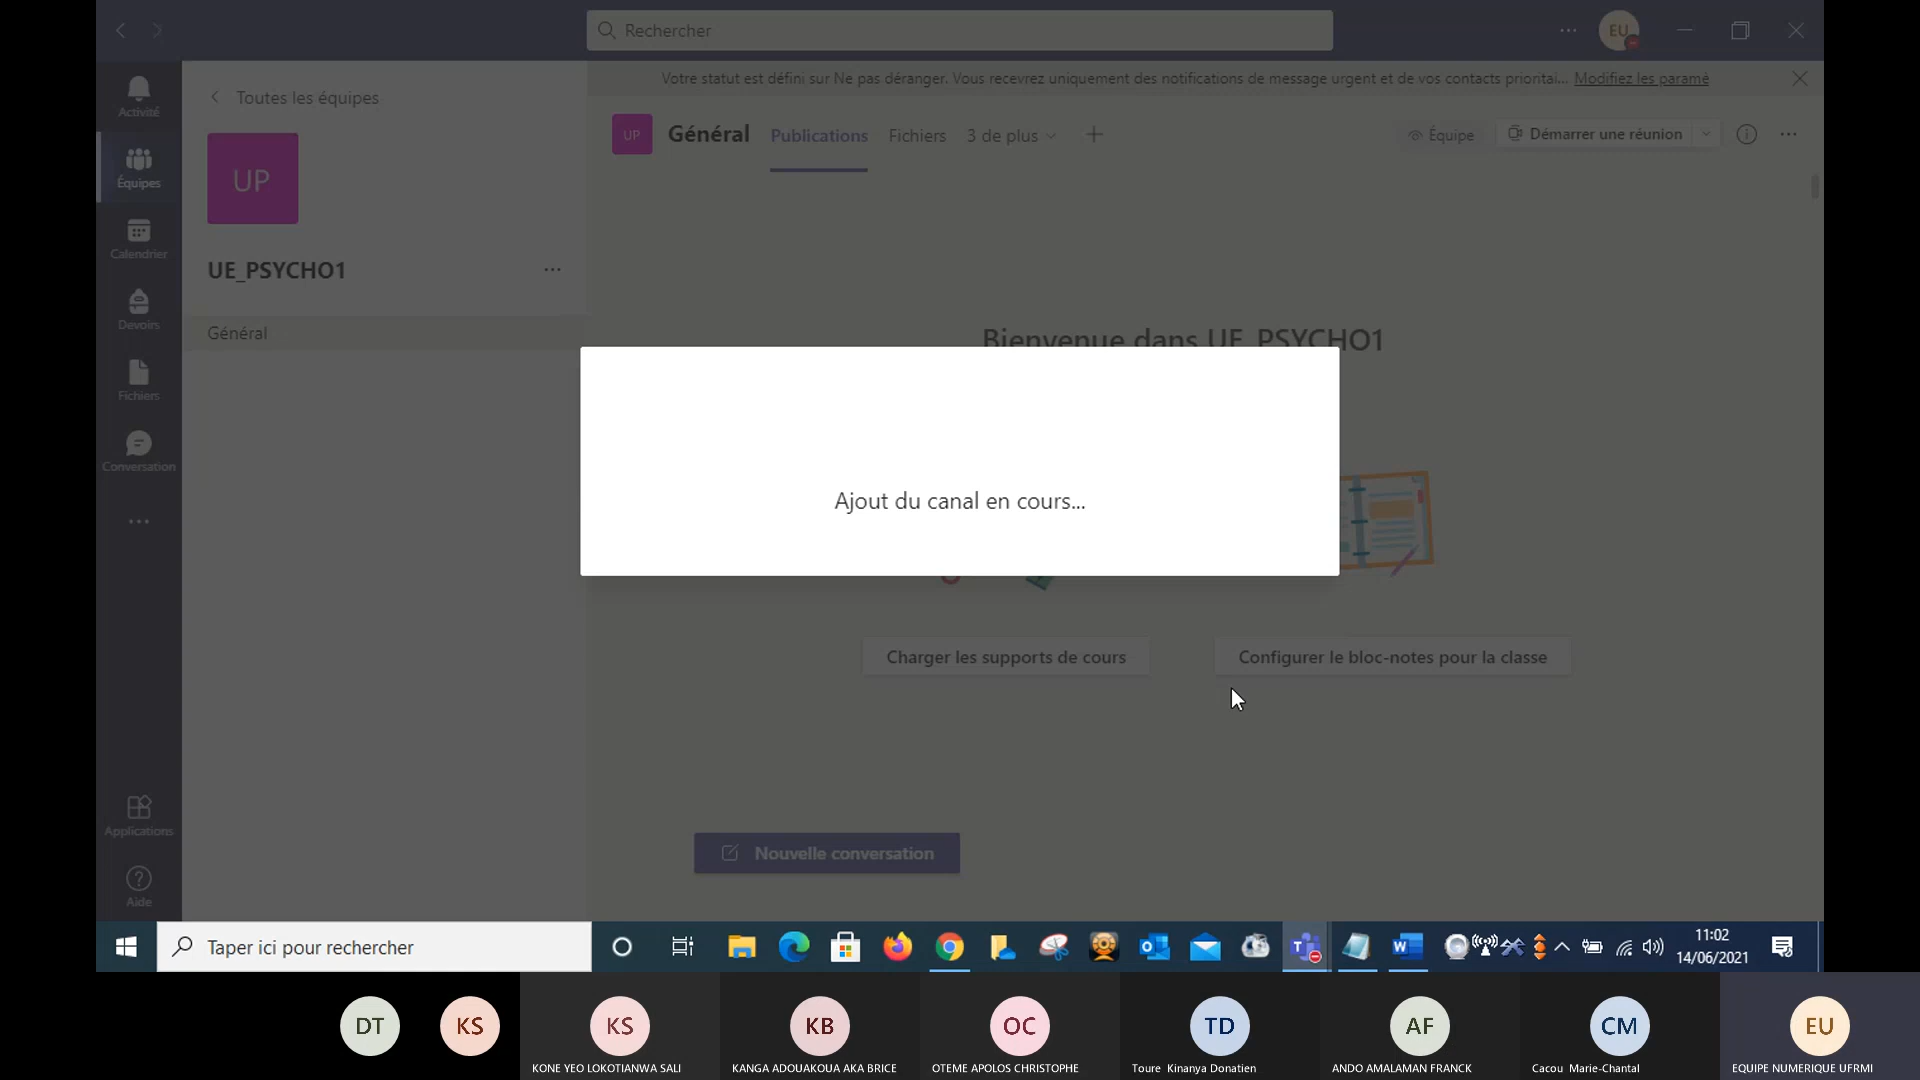 Rechercher
EU
Votre statut est défini sur Ne pas déranger. Vous recevrez uniquement des notifications de message urgent et de vos contacts prioritai... Modifiez les paramé
Activité
Équipes
Calendrier
Devoirs
Fichiers
Conversation
Applications
Aide
Toutes les équipes
UP
UE_PSYCHO1
Général
UP
Général
Publications
Fichiers
3 de plus
Équipe
Démarrer une réunion
Bienvenue dans UE_PSYCHO1
Ajout du canal en cours...
Charger les supports de cours
Configurer le bloc-notes pour la classe
Nouvelle conversation
Taper ici pour rechercher
11:02
14/06/2021
DT
KS
KS
KONE YEO LOKOTIANWA SALI
KB
KANGA ADOUAKOUA AKA BRICE
OC
OTEME APOLOS CHRISTOPHE
TD
Toure Kinanya Donatien
AF
ANDO AMALAMAN FRANCK
CM
Cacou Marie-Chantal
EU
EQUIPE NUMERIQUE UFRMI